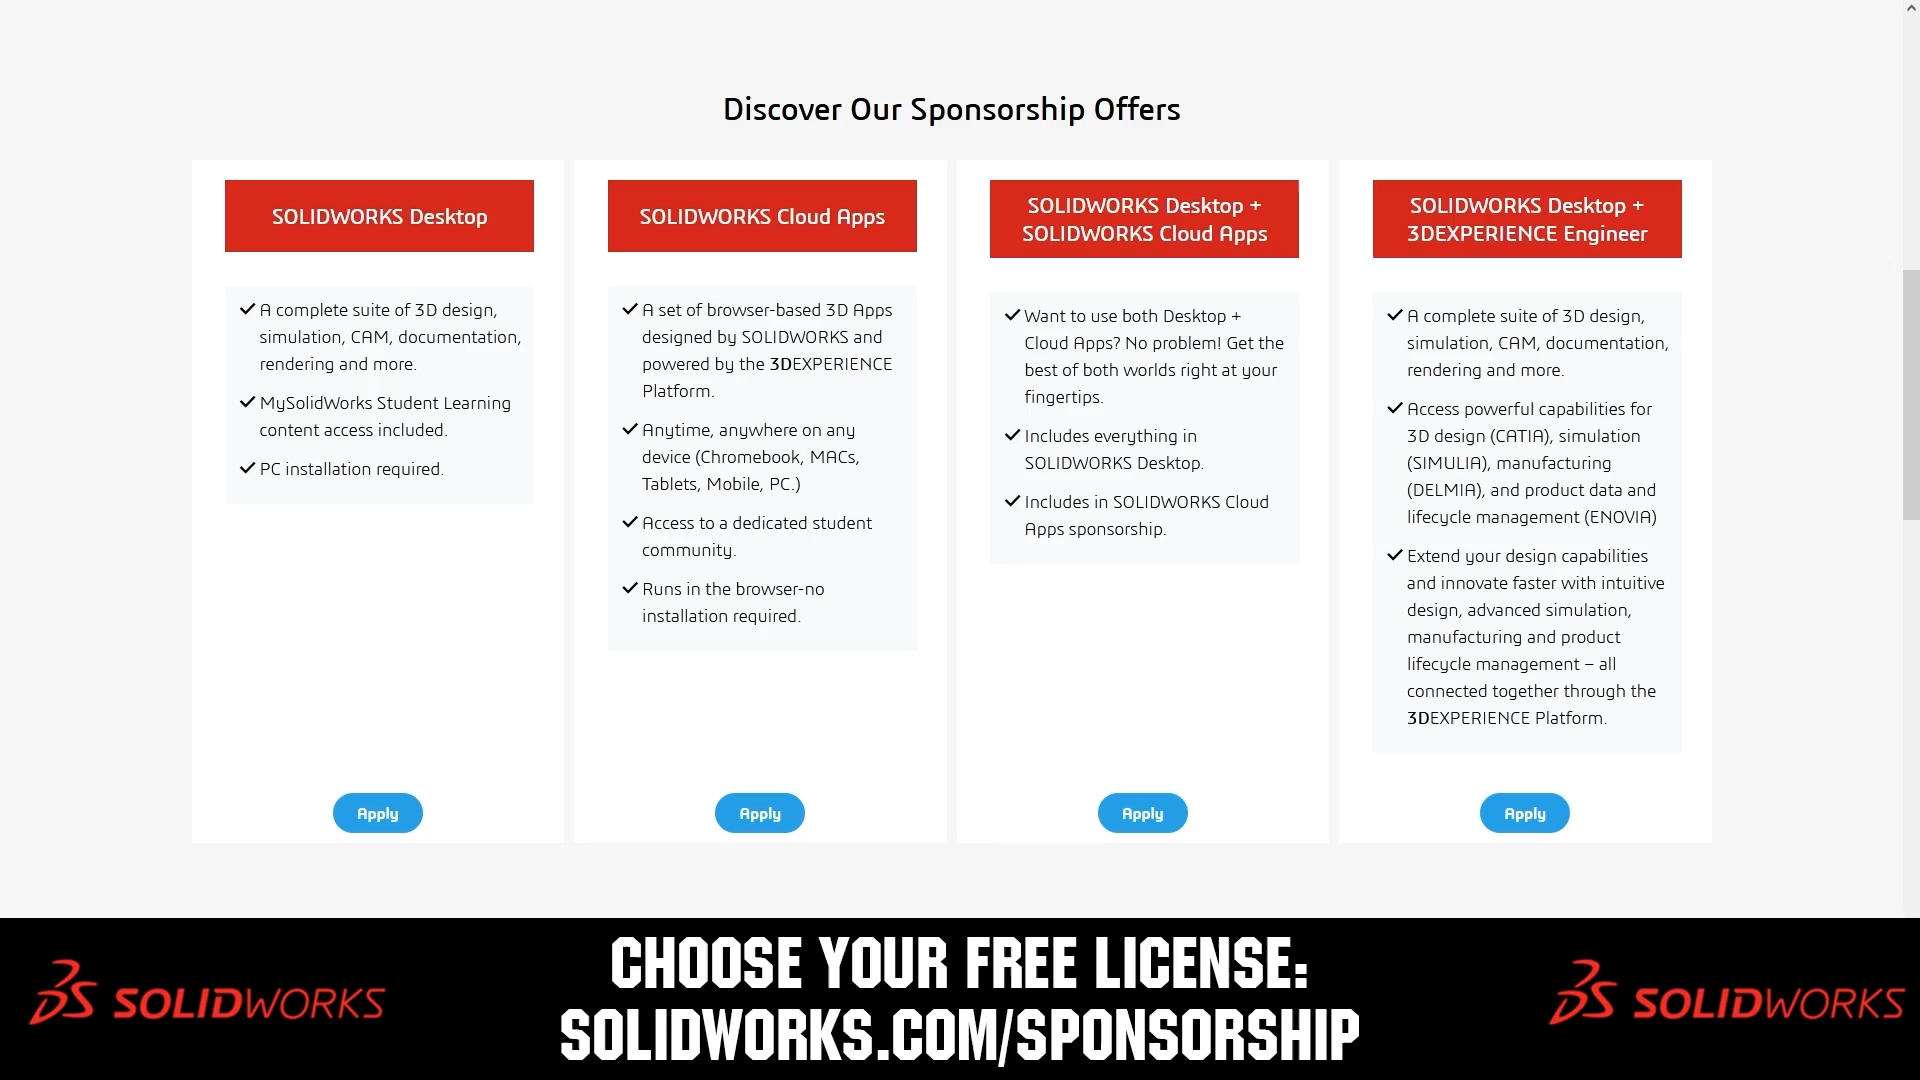 Discover Our Sponsorship Offers
SOLIDWORKS Desktop
A complete suite of 3D design,
simulation, CAM, documentation,
rendering and more.
MySolidWorks Student Learning
content access included.
PC installation required.
Apply
SOLIDWORKS Cloud Apps
A set of browser-based 3D Apps
designed by SOLIDWORKS and
powered by the 3DEXPERIENCE
Platform.
Anytime, anywhere on any
device (Chromebook, MACs,
Tablets, Mobile, PC.)
Access to a dedicated student
community.
Runs in the browser-no
installation required.
Apply
SOLIDWORKS Desktop +
SOLIDWORKS Cloud Apps
Want to use both Desktop +
Cloud Apps? No problem! Get the
best of both worlds right at your
fingertips.
Includes everything in
SOLIDWORKS Desktop.
Includes in SOLIDWORKS Cloud
Apps sponsorship.
Apply
SOLIDWORKS Desktop +
3DEXPERIENCE Engineer
A complete suite of 3D design,
simulation, CAM, documentation,
rendering and more.
Access powerful capabilities for
3D design (CATIA), simulation
(SIMULIA), manufacturing
(DELMIA), and product data and
lifecycle management (ENOVIA)
Extend your design capabilities
and innovate faster with intuitive
design, advanced simulation,
manufacturing and product
lifecycle management – all
connected together through the
3DEXPERIENCE Platform.
Apply
SOLIDWORKS
CHOOSE YOUR FREE LICENSE:
SOLIDWORKS.COM/SPONSORSHIP
SOLIDWORKS